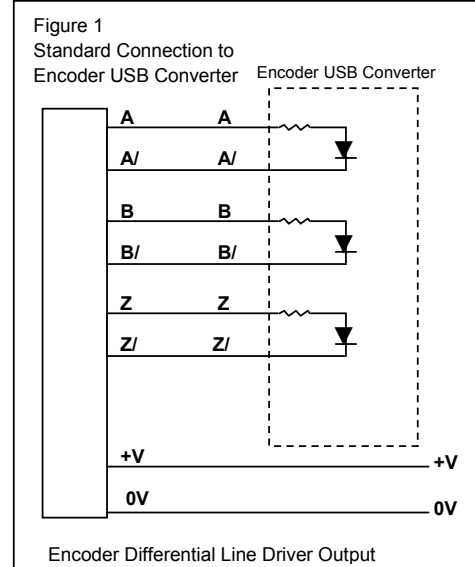 Figure 1
Standard Connection to
Encoder USB Converter
Encoder USB Converter
A A
A/ A/
B B
B/ B/
Z Z
Z/ Z/
+V +V
0V 0V
Encoder Differential Line Driver Output